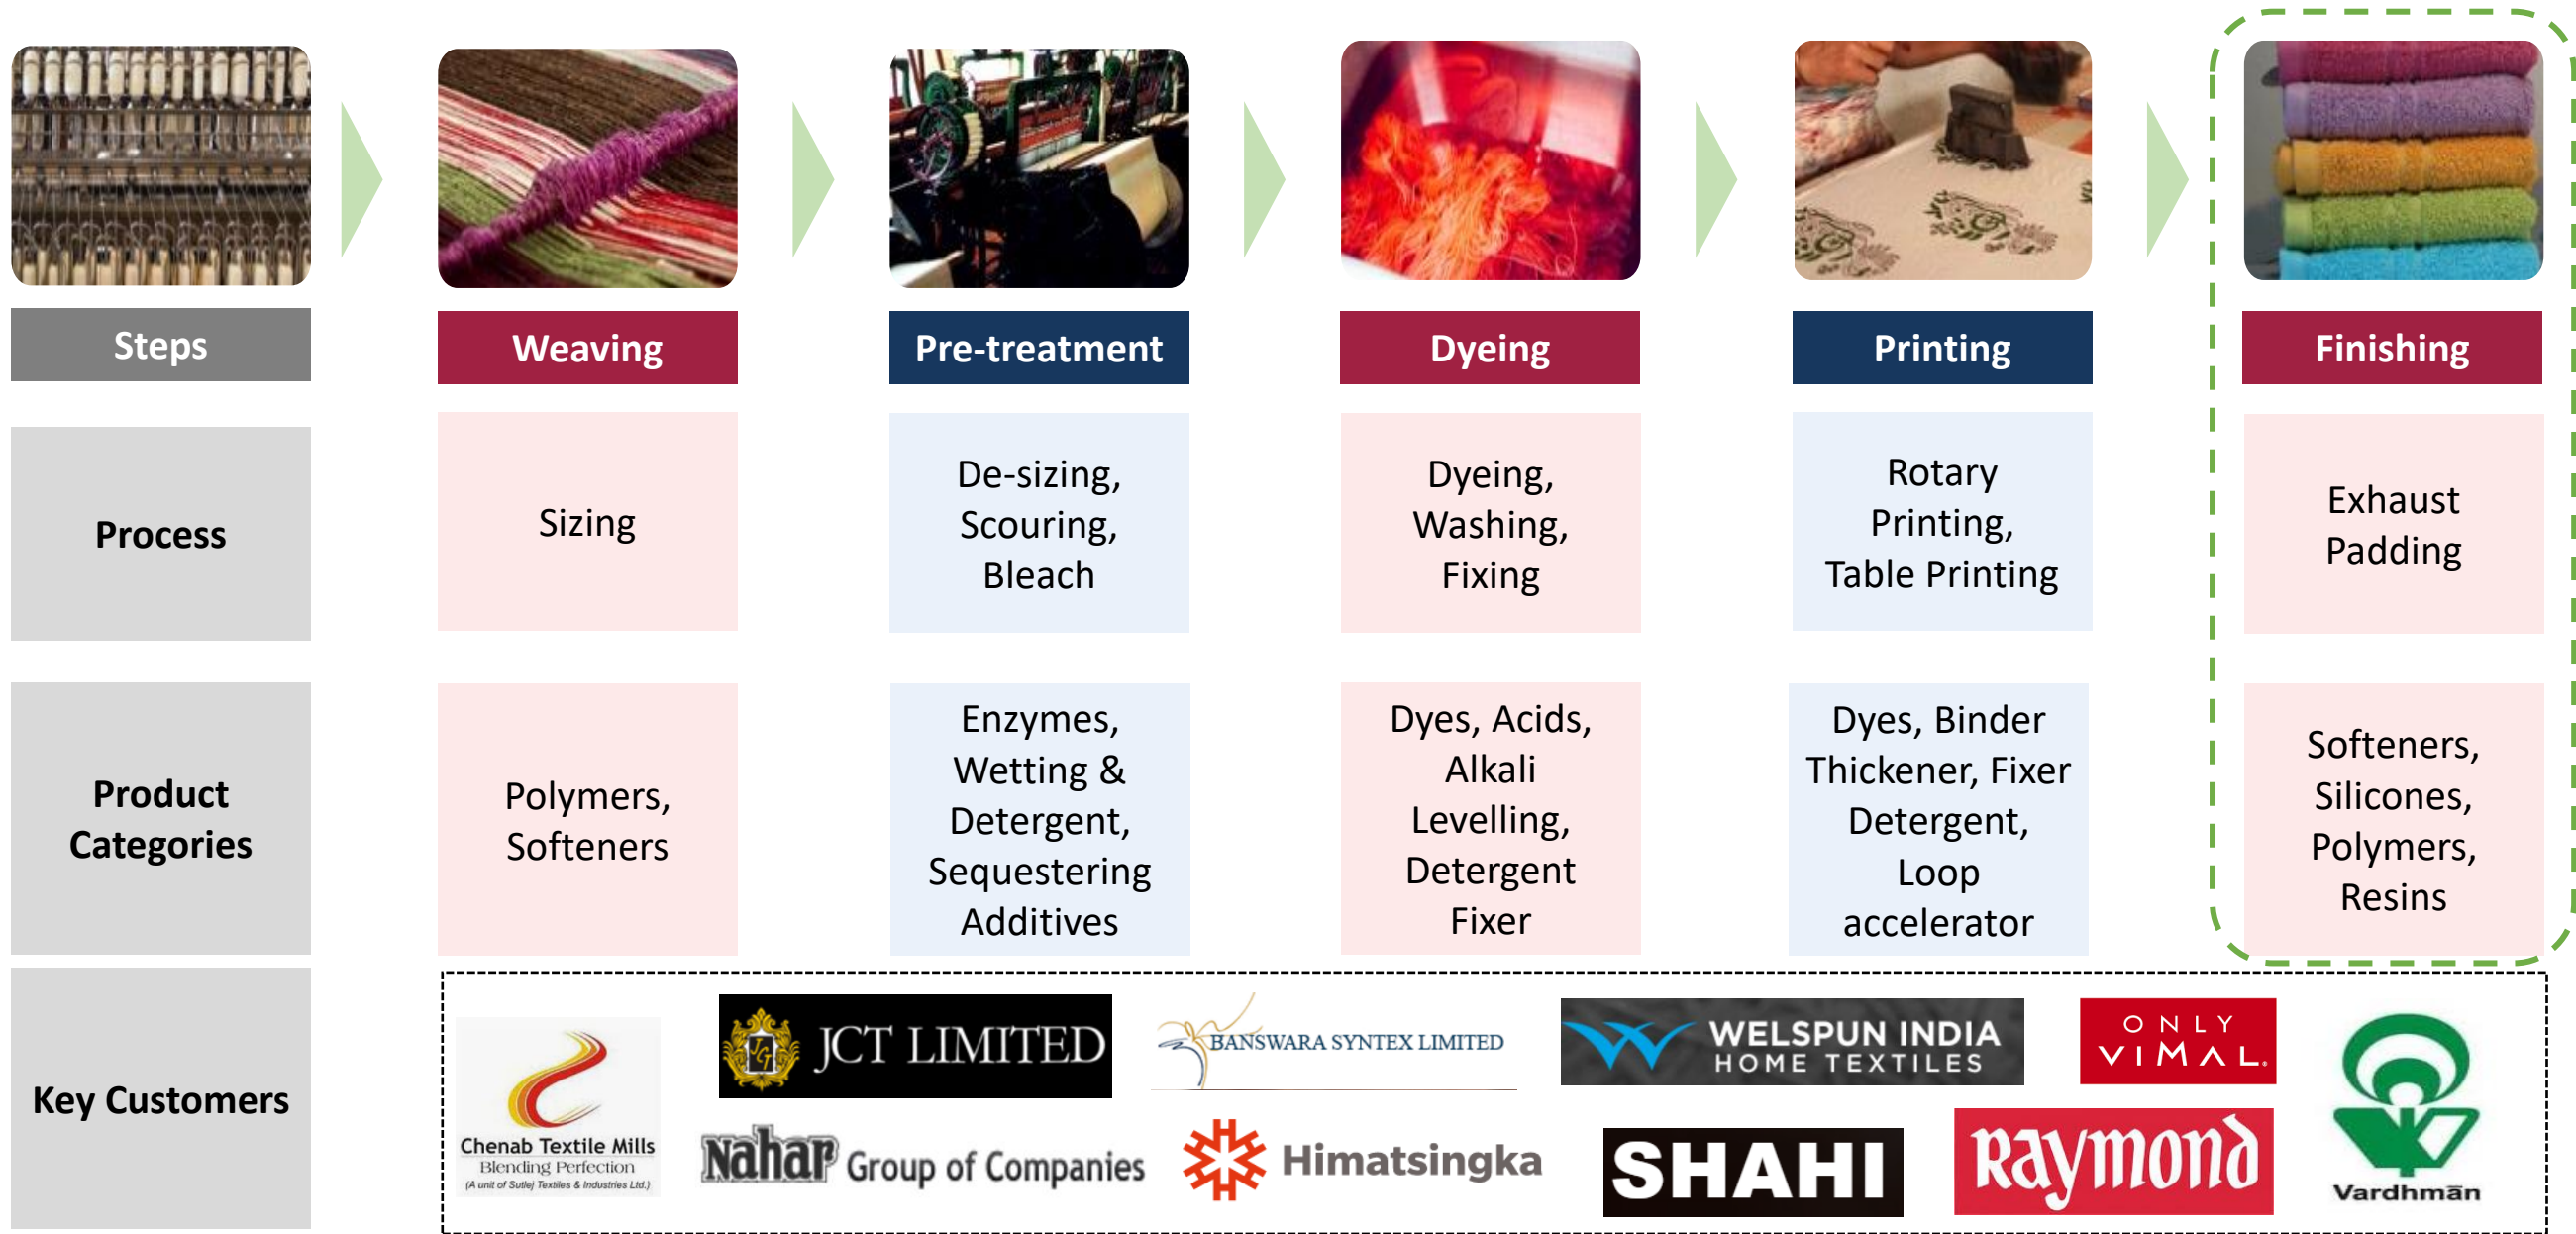 Steps
Weaving
Pre-treatment
Dyeing
Printing
Finishing
Process
Sizing
De-sizing,
Scouring,
Bleach
Dyeing,
Washing,
Fixing
Rotary
Printing,
Table Printing
Exhaust
Padding
Product
Categories
Polymers,
Softeners
Enzymes,
Wetting &
Detergent,
Sequestering
Additives
Dyes, Acids,
Alkali
Levelling,
Detergent
Fixer
Dyes, Binder
Thickener, Fixer
Detergent,
Loop
accelerator
Softeners,
Silicones,
Polymers,
Resins
Key Customers
Chenab Textile Mills
Blending Perfection
(A unit of Sutlej Textiles & Industries Ltd.)
JCT LIMITED
BANSWARA SYNTEX LIMITED
WELSPUN INDIA
HOME TEXTILES
ONLY
VIMAL.
Nahar Group of Companies
Himatsingka
SHAHI
Raymond
Vardhmān